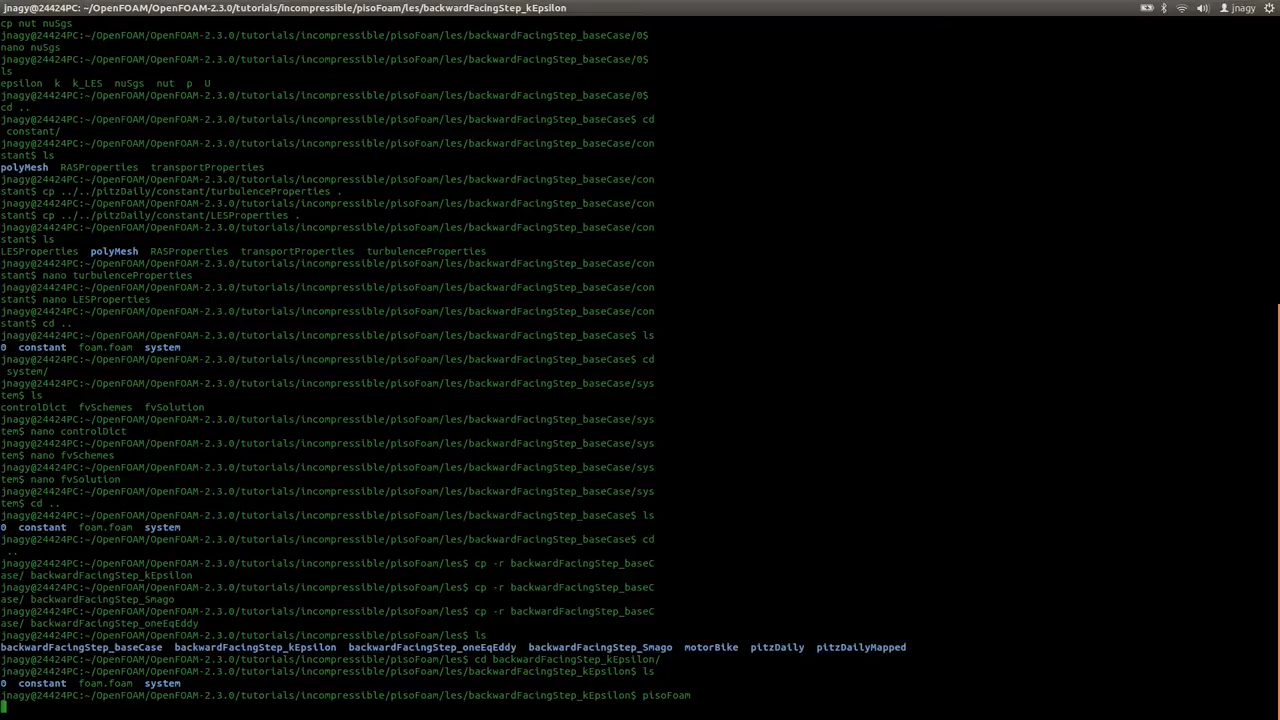 jnagy@24424PC: ~/OpenFOAM/OpenFOAM-2.3.0/tutorials/incompressible/pisoFoam/les/backwardFacingStep_kEpsilon jnagy
cp nut nuSgs
jnagy@24424PC:~/OpenFOAM/OpenFOAM-2.3.0/tutorials/incompressible/pisoFoam/les/backwardFacingStep_baseCase/0$
nano nuSgs
jnagy@24424PC:~/OpenFOAM/OpenFOAM-2.3.0/tutorials/incompressible/pisoFoam/les/backwardFacingStep_baseCase/0$
ls
epsilon k k_LES nuSgs nut p U
jnagy@24424PC:~/OpenFOAM/OpenFOAM-2.3.0/tutorials/incompressible/pisoFoam/les/backwardFacingStep_baseCase/0$
cd ..
jnagy@24424PC:~/OpenFOAM/OpenFOAM-2.3.0/tutorials/incompressible/pisoFoam/les/backwardFacingStep_baseCase$ cd
constant/
jnagy@24424PC:~/OpenFOAM/OpenFOAM-2.3.0/tutorials/incompressible/pisoFoam/les/backwardFacingStep_baseCase/con
stant$ ls
polyMesh RASProperties transportProperties
jnagy@24424PC:~/OpenFOAM/OpenFOAM-2.3.0/tutorials/incompressible/pisoFoam/les/backwardFacingStep_baseCase/con
stant$ cp ../../pitzDaily/constant/turbulenceProperties .
jnagy@24424PC:~/OpenFOAM/OpenFOAM-2.3.0/tutorials/incompressible/pisoFoam/les/backwardFacingStep_baseCase/con
stant$ cp ../../pitzDaily/constant/LESProperties .
jnagy@24424PC:~/OpenFOAM/OpenFOAM-2.3.0/tutorials/incompressible/pisoFoam/les/backwardFacingStep_baseCase/con
stant$ ls
LESProperties polyMesh RASProperties transportProperties turbulenceProperties
jnagy@24424PC:~/OpenFOAM/OpenFOAM-2.3.0/tutorials/incompressible/pisoFoam/les/backwardFacingStep_baseCase/con
stant$ nano turbulenceProperties
jnagy@24424PC:~/OpenFOAM/OpenFOAM-2.3.0/tutorials/incompressible/pisoFoam/les/backwardFacingStep_baseCase/con
stant$ nano LESProperties
jnagy@24424PC:~/OpenFOAM/OpenFOAM-2.3.0/tutorials/incompressible/pisoFoam/les/backwardFacingStep_baseCase/con
stant$ cd ..
jnagy@24424PC:~/OpenFOAM/OpenFOAM-2.3.0/tutorials/incompressible/pisoFoam/les/backwardFacingStep_baseCase$ ls
0 constant foam.foam system
jnagy@24424PC:~/OpenFOAM/OpenFOAM-2.3.0/tutorials/incompressible/pisoFoam/les/backwardFacingStep_baseCase$ cd
system/
jnagy@24424PC:~/OpenFOAM/OpenFOAM-2.3.0/tutorials/incompressible/pisoFoam/les/backwardFacingStep_baseCase/sys
tem$ ls
controlDict fvSchemes fvSolution
jnagy@24424PC:~/OpenFOAM/OpenFOAM-2.3.0/tutorials/incompressible/pisoFoam/les/backwardFacingStep_baseCase/sys
tem$ nano controlDict
jnagy@24424PC:~/OpenFOAM/OpenFOAM-2.3.0/tutorials/incompressible/pisoFoam/les/backwardFacingStep_baseCase/sys
tem$ nano fvSchemes
jnagy@24424PC:~/OpenFOAM/OpenFOAM-2.3.0/tutorials/incompressible/pisoFoam/les/backwardFacingStep_baseCase/sys
tem$ nano fvSolution
jnagy@24424PC:~/OpenFOAM/OpenFOAM-2.3.0/tutorials/incompressible/pisoFoam/les/backwardFacingStep_baseCase/sys
tem$ cd ..
jnagy@24424PC:~/OpenFOAM/OpenFOAM-2.3.0/tutorials/incompressible/pisoFoam/les/backwardFacingStep_baseCase$ ls
0 constant foam.foam system
jnagy@24424PC:~/OpenFOAM/OpenFOAM-2.3.0/tutorials/incompressible/pisoFoam/les/backwardFacingStep_baseCase$ cd
..
jnagy@24424PC:~/OpenFOAM/OpenFOAM-2.3.0/tutorials/incompressible/pisoFoam/les$ cp -r backwardFacingStep_baseC
ase/ backwardFacingStep_kEpsilon
jnagy@24424PC:~/OpenFOAM/OpenFOAM-2.3.0/tutorials/incompressible/pisoFoam/les$ cp -r backwardFacingStep_baseC
ase/ backwardFacingStep_Smago
jnagy@24424PC:~/OpenFOAM/OpenFOAM-2.3.0/tutorials/incompressible/pisoFoam/les$ cp -r backwardFacingStep_baseC
ase/ backwardFacingStep_oneEqEddy
jnagy@24424PC:~/OpenFOAM/OpenFOAM-2.3.0/tutorials/incompressible/pisoFoam/les$ ls
backwardFacingStep_baseCase backwardFacingStep_kEpsilon backwardFacingStep_oneEqEddy backwardFacingStep_Smago motorBike pitzDaily pitzDailyMapped
jnagy@24424PC:~/OpenFOAM/OpenFOAM-2.3.0/tutorials/incompressible/pisoFoam/les$ cd backwardFacingStep_kEpsilon/
jnagy@24424PC:~/OpenFOAM/OpenFOAM-2.3.0/tutorials/incompressible/pisoFoam/les/backwardFacingStep_kEpsilon$ ls
0 constant foam.foam system
jnagy@24424PC:~/OpenFOAM/OpenFOAM-2.3.0/tutorials/incompressible/pisoFoam/les/backwardFacingStep_kEpsilon$ pisoFoam